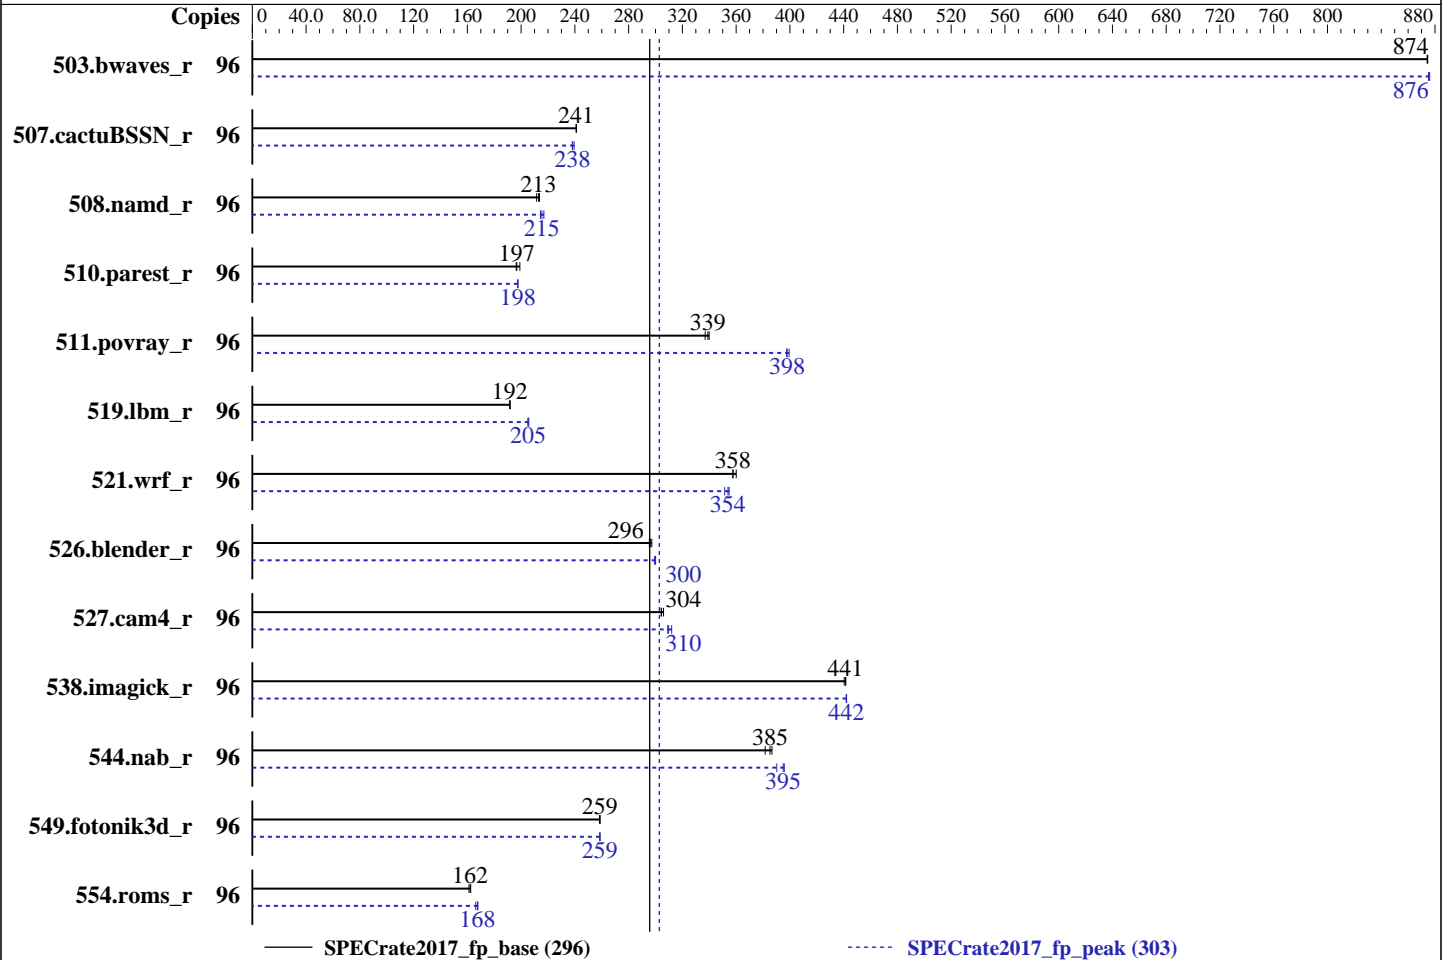 Copies 0 40.0 80.0 120 160 200 240 280 320 360 400 440 480 520 560 600 640 680 720 760 800 880
874
503.bwaves_r 96
876
241
507.cactuBSSN_r 96
238
213
508.namd_r 96
215
197
510.parest_r 96
198
339
511.povray_r 96
398
192
519.lbm_r 96
205
358
521.wrf_r 96
354
296
526.blender_r 96
300
304
527.cam4_r 96
310
441
538.imagick_r 96
442
385
544.nab_r 96
395
259
549.fotonik3d_r 96
259
162
554.roms_r 96
168
SPECrate2017_fp_base (296) SPECrate2017_fp_peak (303)